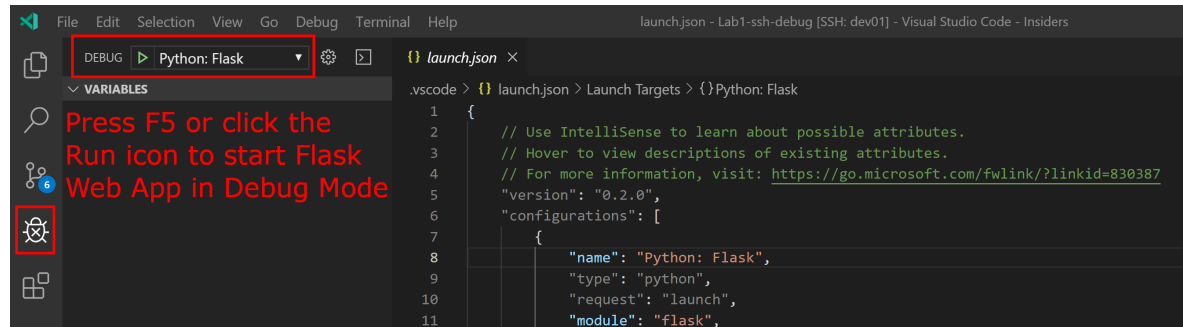 File Edit Selection View Go Debug Terminal Help launch.json - Lab1-ssh-debug [SSH: dev01] - Visual Studio Code - Insiders
DEBUG Python: Flask
{} launch.json ×
VARIABLES
.vscode > {} launch.json > Launch Targets > {} Python: Flask
Press F5 or click the
Run icon to start Flask
Web App in Debug Mode
6
1 {
2 // Use IntelliSense to learn about possible attributes.
3 // Hover to view descriptions of existing attributes.
4 // For more information, visit: https://go.microsoft.com/fwlink/?linkid=830387
5 "version": "0.2.0",
6 "configurations": [
7 {
8 "name": "Python: Flask",
9 "type": "python",
10 "request": "launch",
11 "module": "flask",